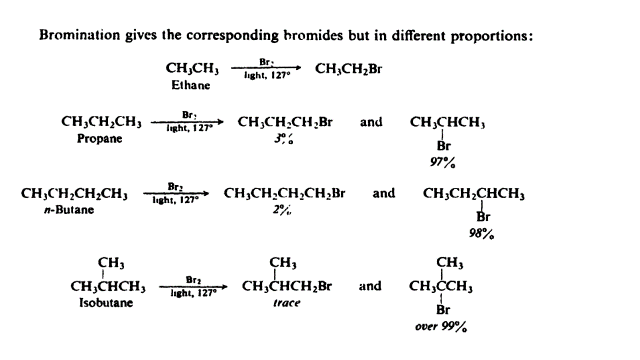 Bromination gives the corresponding bromides but in different proportions:
CH₃CH₃ Br₂ light, 127° CH₃CH₂Br
Ethane
CH₃CH₂CH₃ Br₂ light, 127° CH₃CH₂CH₂Br and CH₃CHCH₃
Propane 3% Br
97%
CH₃CH₂CH₂CH₃ Br₂ light, 127° CH₃CH₂CH₂CH₂Br and CH₃CH₂CHCH₃
n-Butane 2% Br
98%
CH₃ CH₃ CH₃
CH₃CHCH₃ Br₂ light, 127° CH₃CHCH₂Br and CH₃CCH₃
Isobutane trace Br
over 99%